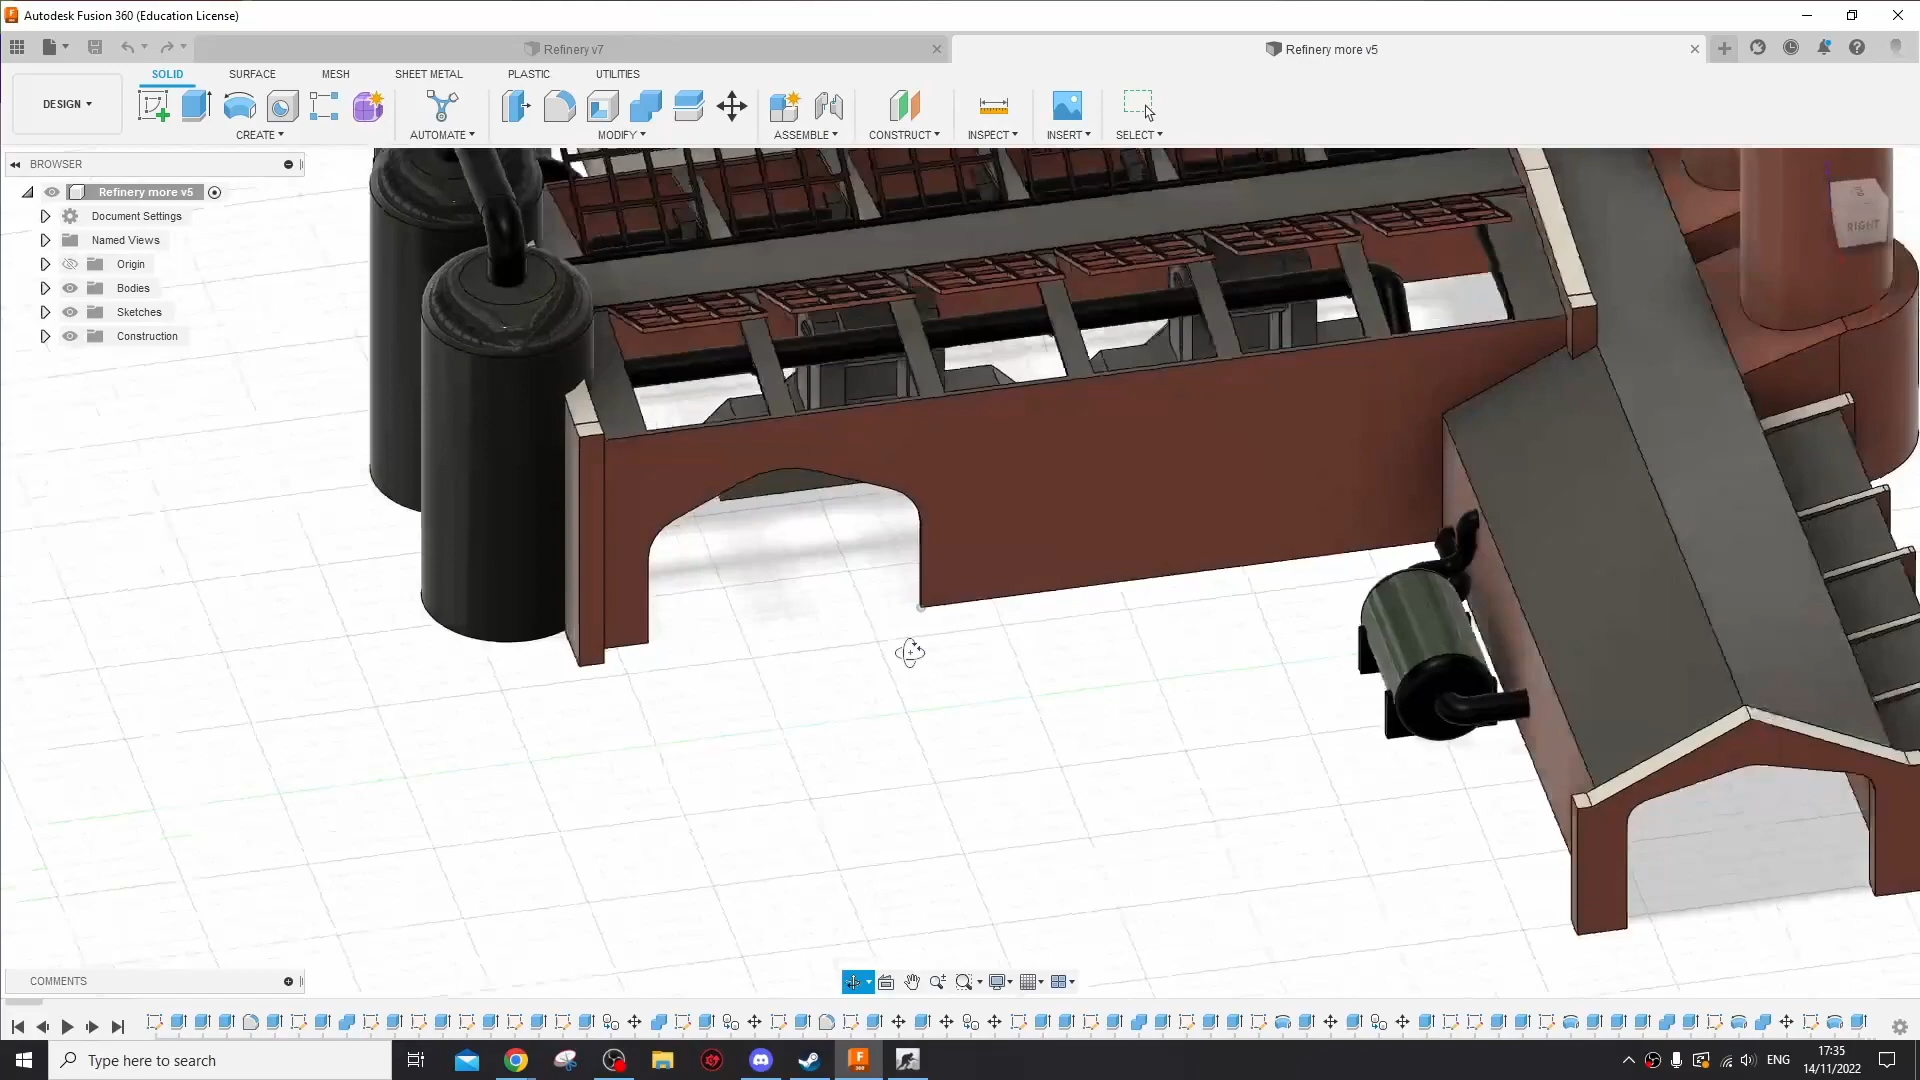 Autodesk Fusion 360 (Education License)
Refinery v7
Refinery more v5
DESIGN
SOLID
SURFACE
MESH
SHEET METAL
PLASTIC
UTILITIES
CREATE
AUTOMATE
MODIFY
ASSEMBLE
CONSTRUCT
INSPECT
INSERT
SELECT
BROWSER
Refinery more v5
Document Settings
Named Views
Origin
Bodies
Sketches
Construction
RIGHT
COMMENTS
Type here to search
F
360
ENG
17:35
14/11/2022